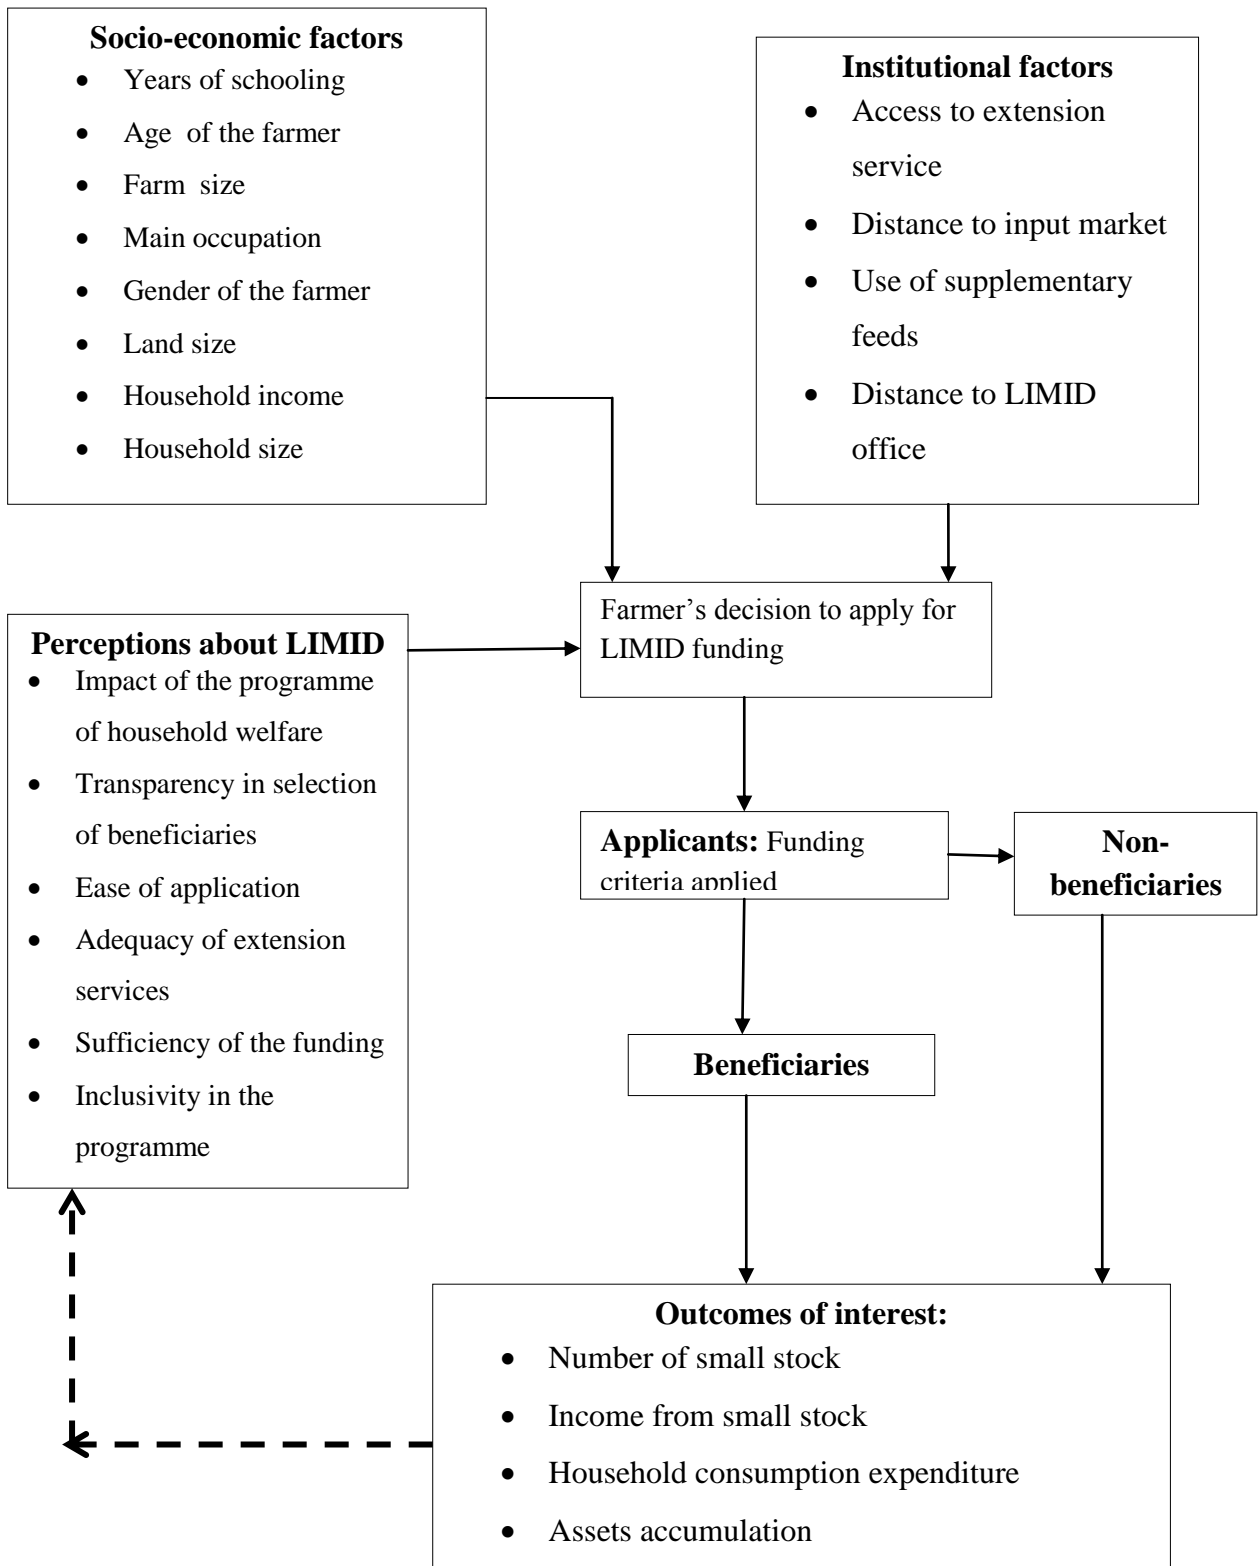 Socio-economic factors
• Years of schooling
• Age of the farmer
• Farm size
• Main occupation
• Gender of the farmer
• Land size
• Household income
• Household size
Institutional factors
• Access to extension
service
• Distance to input market
• Use of supplementary
feeds
• Distance to LIMID
office
Farmer’s decision to apply for
LIMID funding
Perceptions about LIMID
• Impact of the programme
of household welfare
• Transparency in selection
of beneficiaries
• Ease of application
• Adequacy of extension
services
• Sufficiency of the funding
• Inclusivity in the
programme
Applicants: Funding
criteria applied
Non-
beneficiaries
Beneficiaries
Outcomes of interest:
• Number of small stock
• Income from small stock
• Household consumption expenditure
• Assets accumulation